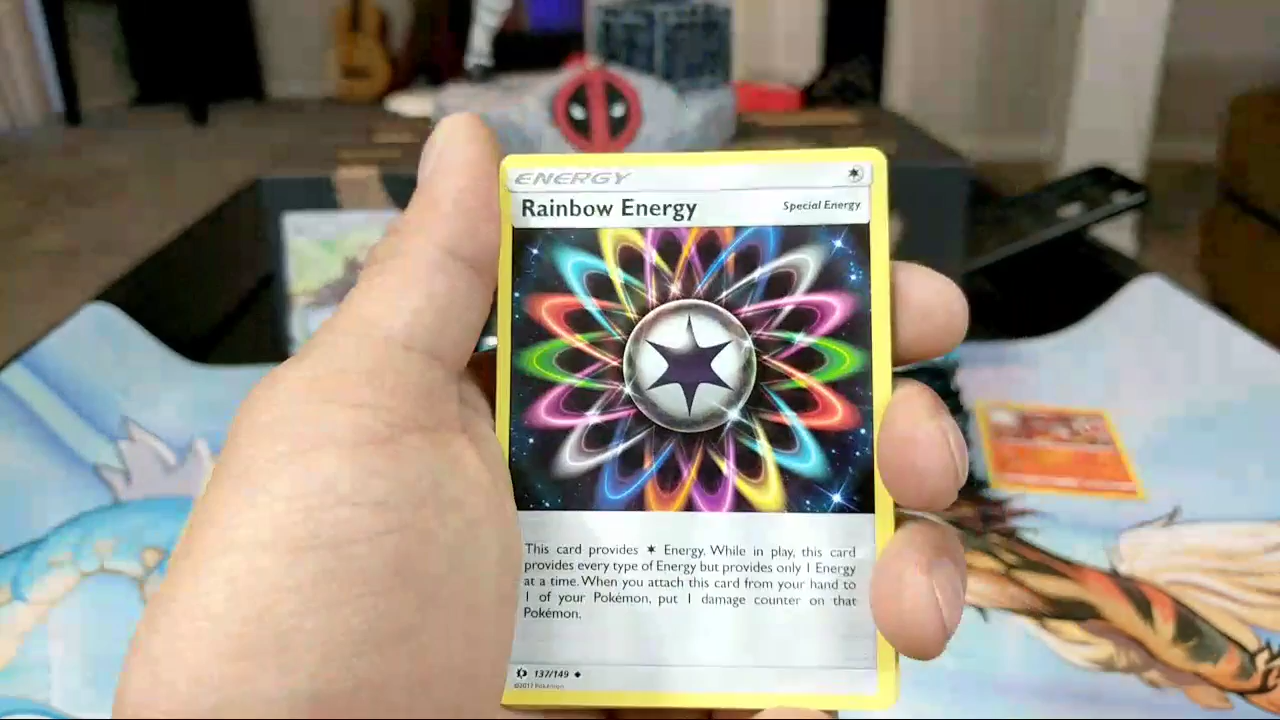 ENERGY
Rainbow Energy
Special Energy
This card provides ✶ Energy. While in play, this card
provides every type of Energy but provides only 1 Energy
at a time. When you attach this card from your hand to
1 of your Pokémon, put 1 damage counter on that
Pokémon.
137/149
©2017 Pokémon